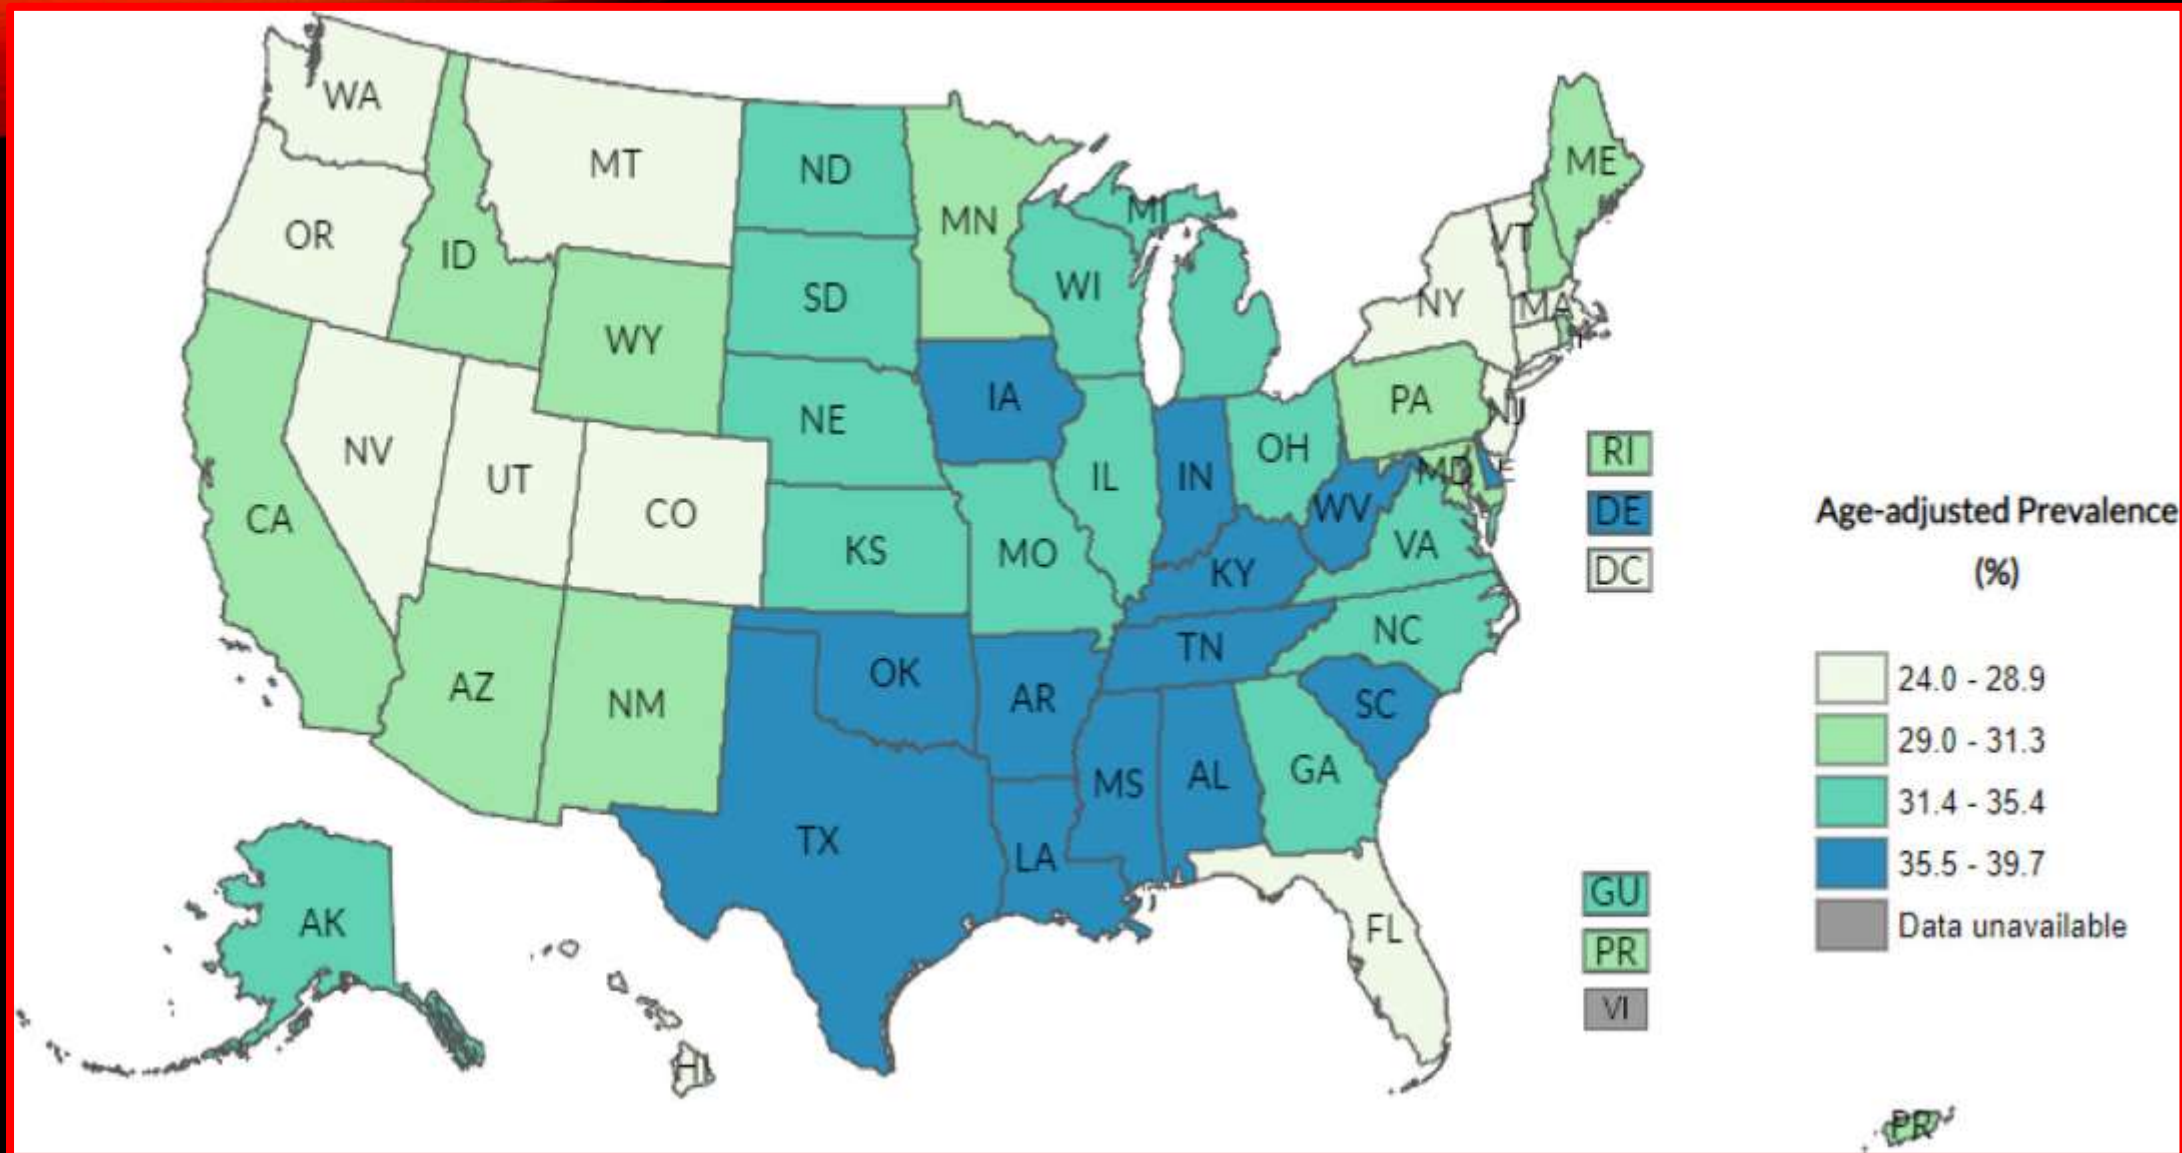 WA
MT
ND
MN
ME
OR
ID
MI
VT
WI
SD
NY
MA
WY
IA
PA
NE
NJ
NV
UT
CO
IL
IN
OH
MD
CA
KS
MO
WV
VA
KY
NC
AZ
NM
OK
AR
TN
SC
TX
LA
MS
AL
GA
AK
FL
HI
PR
RI
DE
DC
GU
PR
VI
Age-adjusted Prevalence
(%)
24.0 - 28.9
29.0 - 31.3
31.4 - 35.4
35.5 - 39.7
Data unavailable